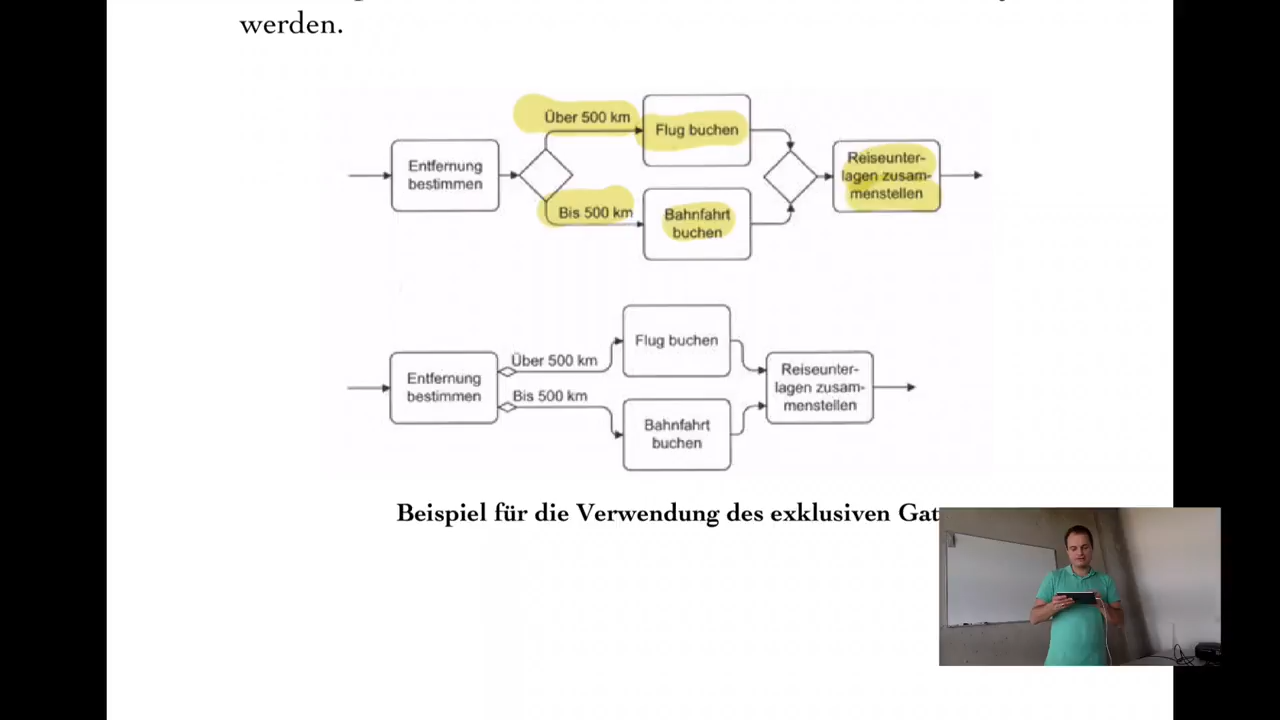 werden.
Über 500 km
Flug buchen
Entfernung
bestimmen
Reiseunter-
lagen zusam-
menstellen
Bis 500 km
Bahnfahrt
buchen
Flug buchen
Über 500 km
Entfernung
bestimmen
Bis 500 km
Reiseunter-
lagen zusam-
menstellen
Bahnfahrt
buchen
Beispiel für die Verwendung des exklusiven Gat